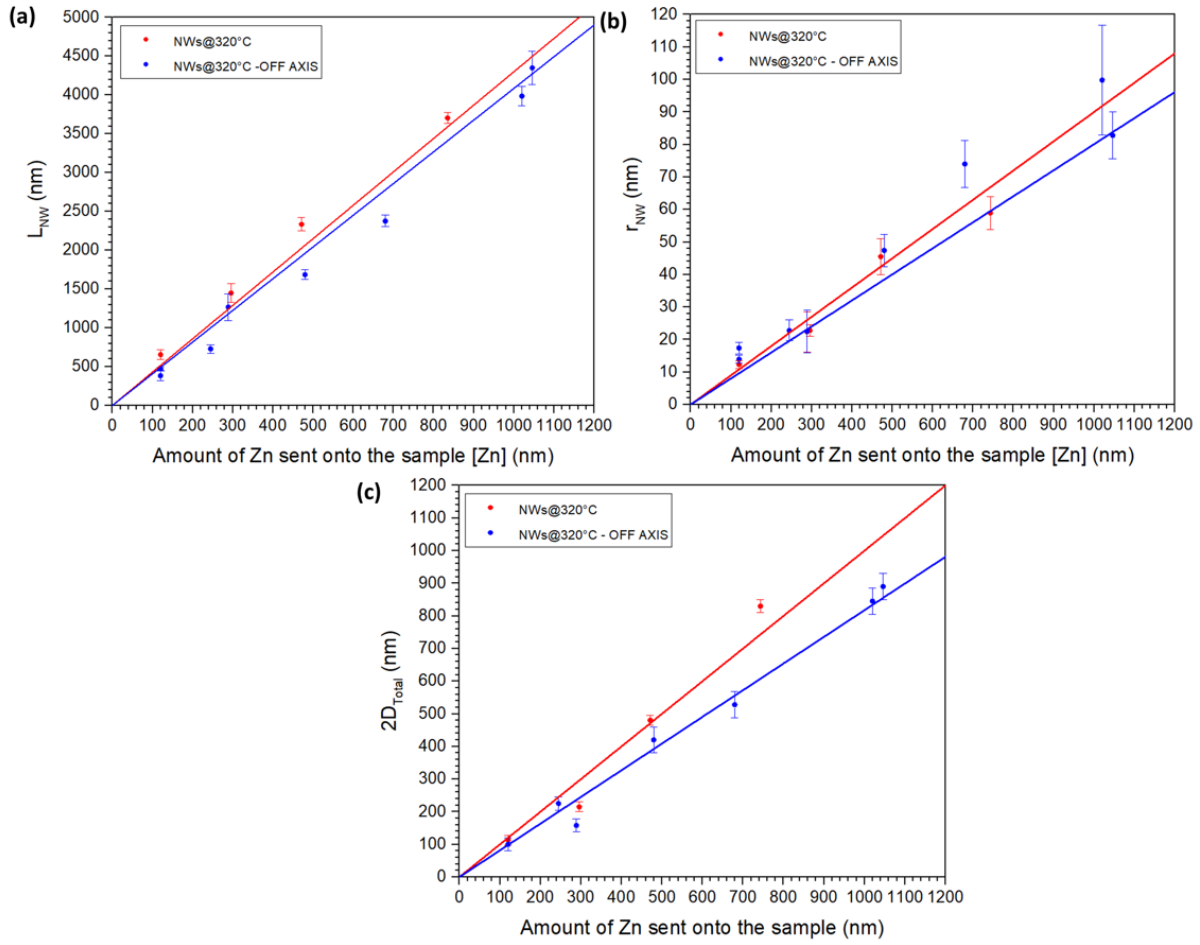 (a)
5000
4500
4000
3500
3000
2500
2000
1500
1000
500
0
L_NW (nm)
NWs@320°C
NWs@320°C -OFF AXIS
0 100 200 300 400 500 600 700 800 900 1000 1100 1200
Amount of Zn sent onto the sample [Zn] (nm)
(b)
120
110
100
90
80
70
60
50
40
30
20
10
0
r_NW (nm)
NWs@320°C
NWs@320°C - OFF AXIS
0 100 200 300 400 500 600 700 800 900 1000 1100 1200
Amount of Zn sent onto the sample [Zn] (nm)
(c)
1200
1100
1000
900
800
700
600
500
400
300
200
100
0
2D_Total (nm)
NWs@320°C
NWs@320°C - OFF AXIS
0 100 200 300 400 500 600 700 800 900 1000 1100 1200
Amount of Zn sent onto the sample (nm)